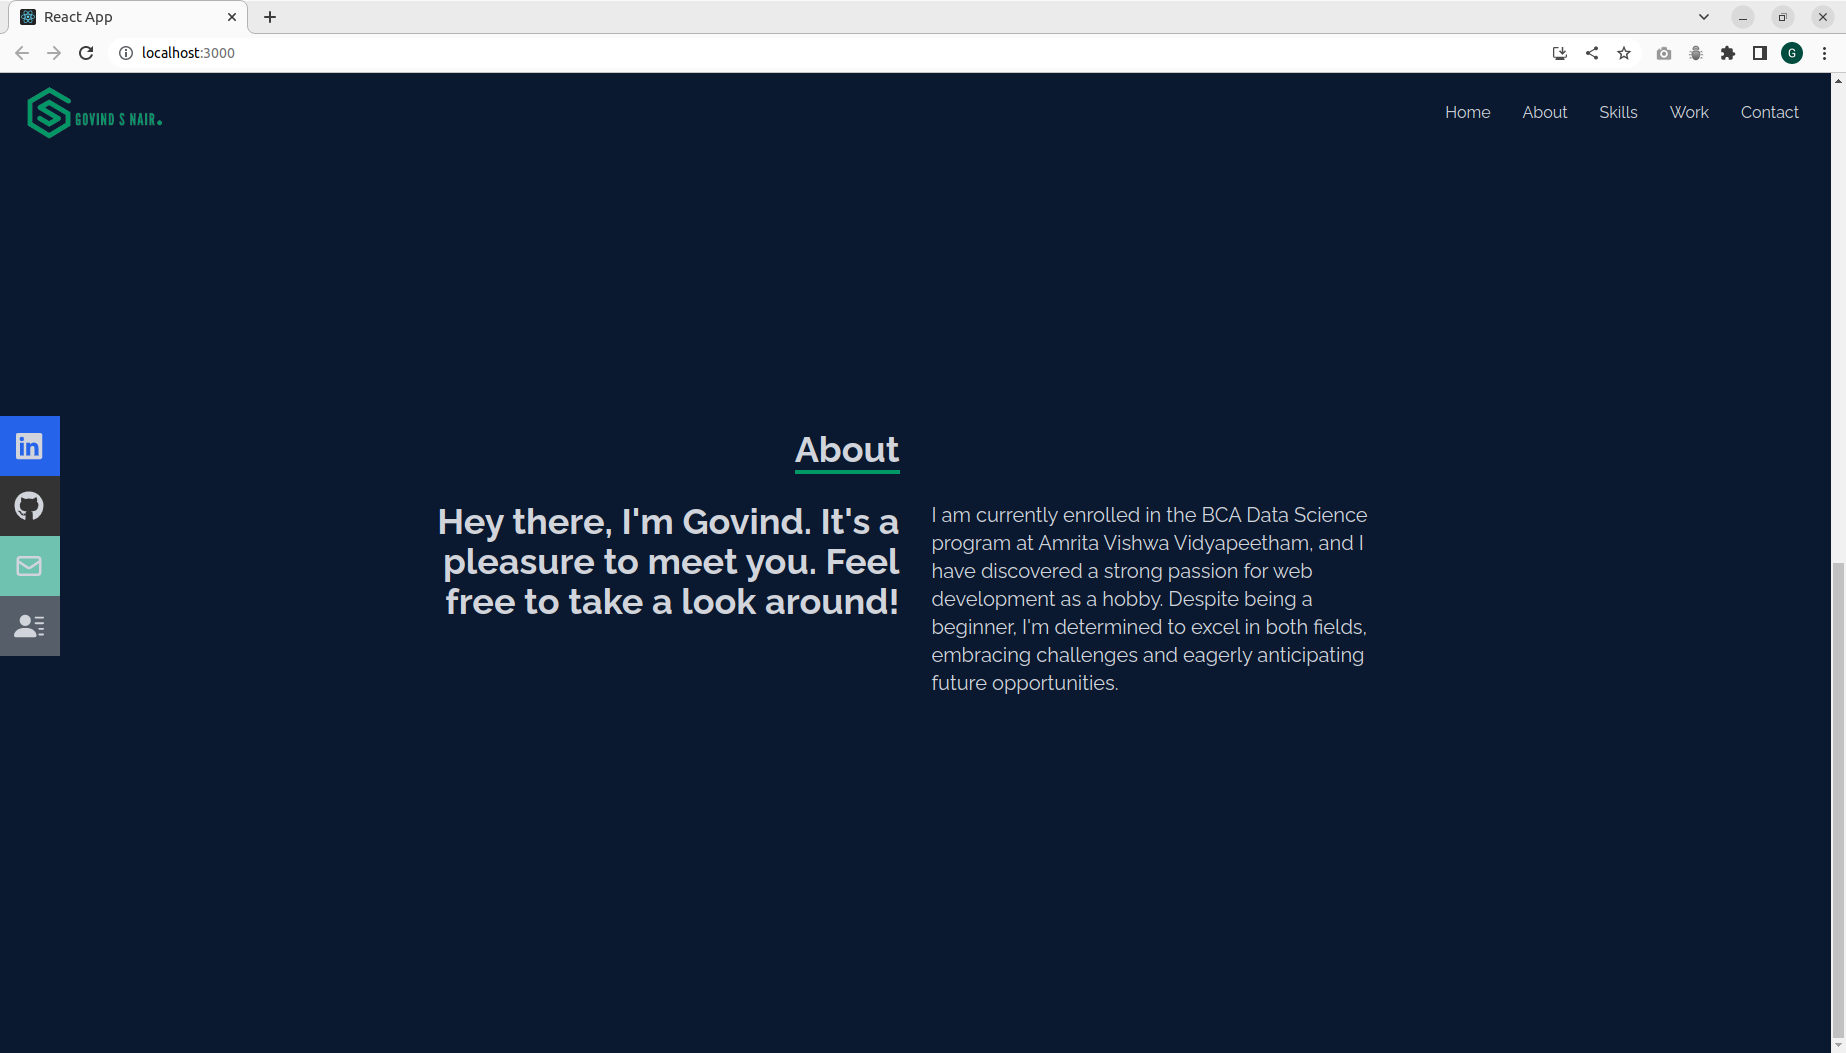 React App
localhost:3000
G
GOVIND S NAIR.
Home About Skills Work Contact
in
About
Hey there, I'm Govind. It's a
pleasure to meet you. Feel
free to take a look around!
I am currently enrolled in the BCA Data Science
program at Amrita Vishwa Vidyapeetham, and I
have discovered a strong passion for web
development as a hobby. Despite being a
beginner, I'm determined to excel in both fields,
embracing challenges and eagerly anticipating
future opportunities.